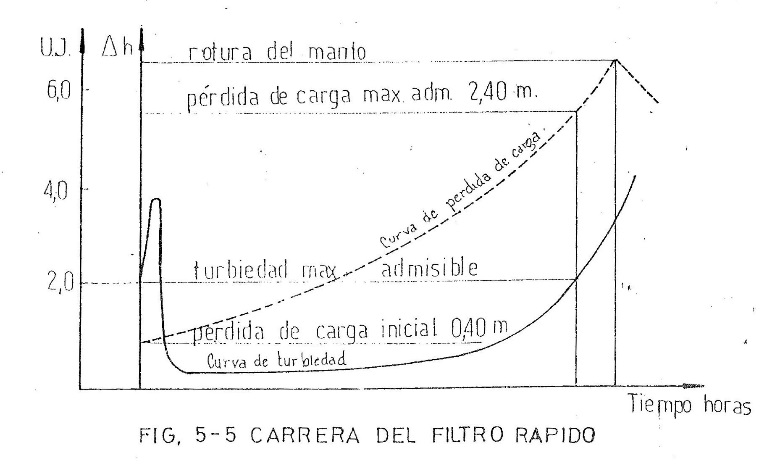 U.J. Δh
rotura del manto
6,0
pérdida de carga max. adm. 2,40 m.
Curva de perdida de carga.
4,0
turbiedad max. admisible
2,0
pérdida de carga inicial 0,40 m
Curva de turbiedad
Tiempo horas
FIG, 5-5 CARRERA DEL FILTRO RAPIDO